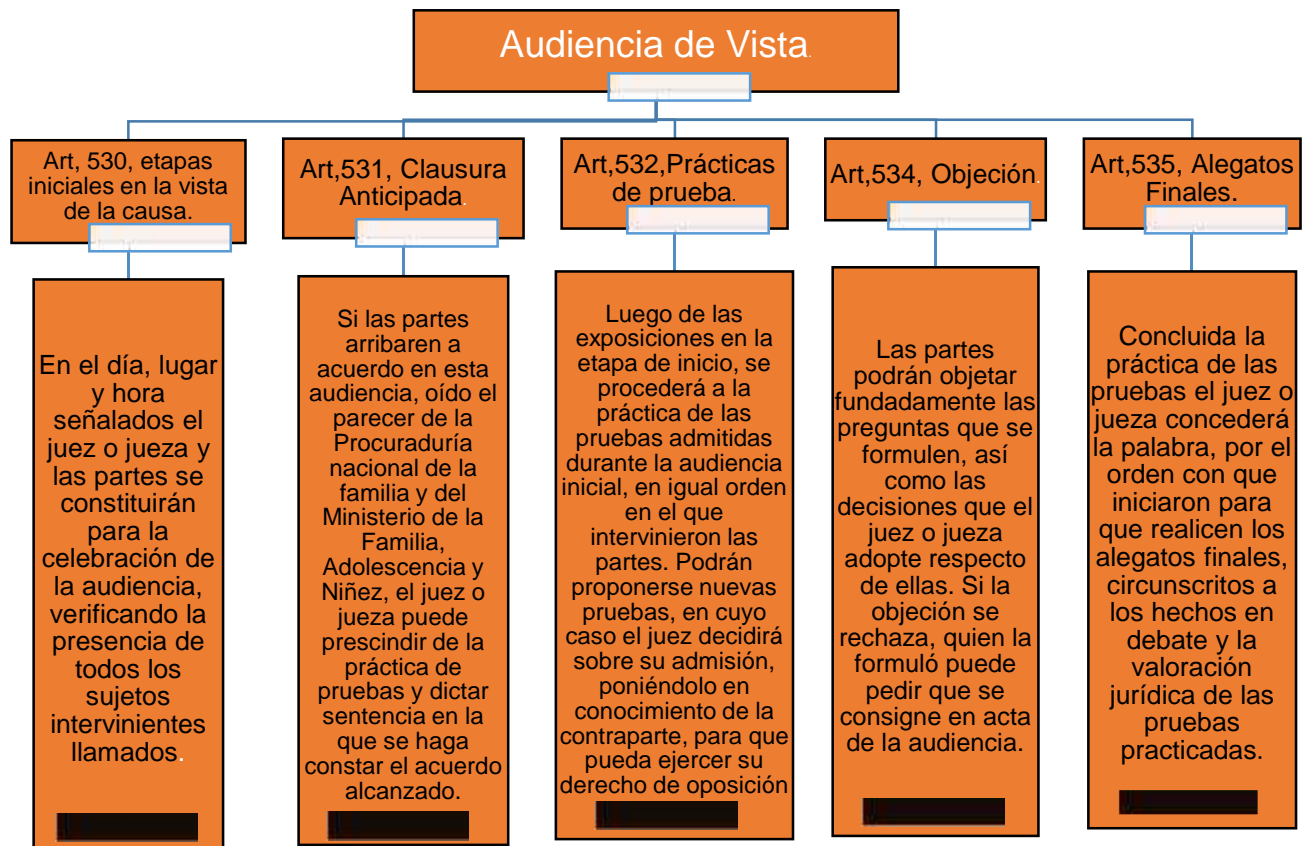 Audiencia de Vista.
Art, 530, etapas
iniciales en la vista
de la causa.
Art,531, Clausura
Anticipada.
Art,532,Prácticas
de prueba.
Art,534, Objeción.
Art,535, Alegatos
Finales.
En el día, lugar
y hora
señalados el
juez o jueza y
las partes se
constituirán
para la
celebración de
la audiencia,
verificando la
presencia de
todos los
sujetos
intervinientes
llamados.
Si las partes
arribaren a
acuerdo en esta
audiencia, oído el
parecer de la
Procuraduría
nacional de la
familia y del
Ministerio de la
Familia,
Adolescencia y
Niñez, el juez o
jueza puede
prescindir de la
práctica de
pruebas y dictar
sentencia en la
que se haga
constar el acuerdo
alcanzado.
Luego de las
exposiciones en la
etapa de inicio, se
procederá a la
práctica de las
pruebas admitidas
durante la audiencia
inicial, en igual orden
en el que
intervinieron las
partes. Podrán
proponerse nuevas
pruebas, en cuyo
caso el juez decidirá
sobre su admisión,
poniéndolo en
conocimiento de la
contraparte, para que
pueda ejercer su
derecho de oposición
Las partes
podrán objetar
fundadamente las
preguntas que se
formulen, así
como las
decisiones que el
juez o jueza
adopte respecto
de ellas. Si la
objeción se
rechaza, quien la
formuló puede
pedir que se
consigne en acta
de la audiencia.
Concluida la
práctica de las
pruebas el juez o
jueza concederá
la palabra, por el
orden con que
iniciaron para
que realicen los
alegatos finales,
circunscritos a
los hechos en
debate y la
valoración
jurídica de las
pruebas
practicadas.